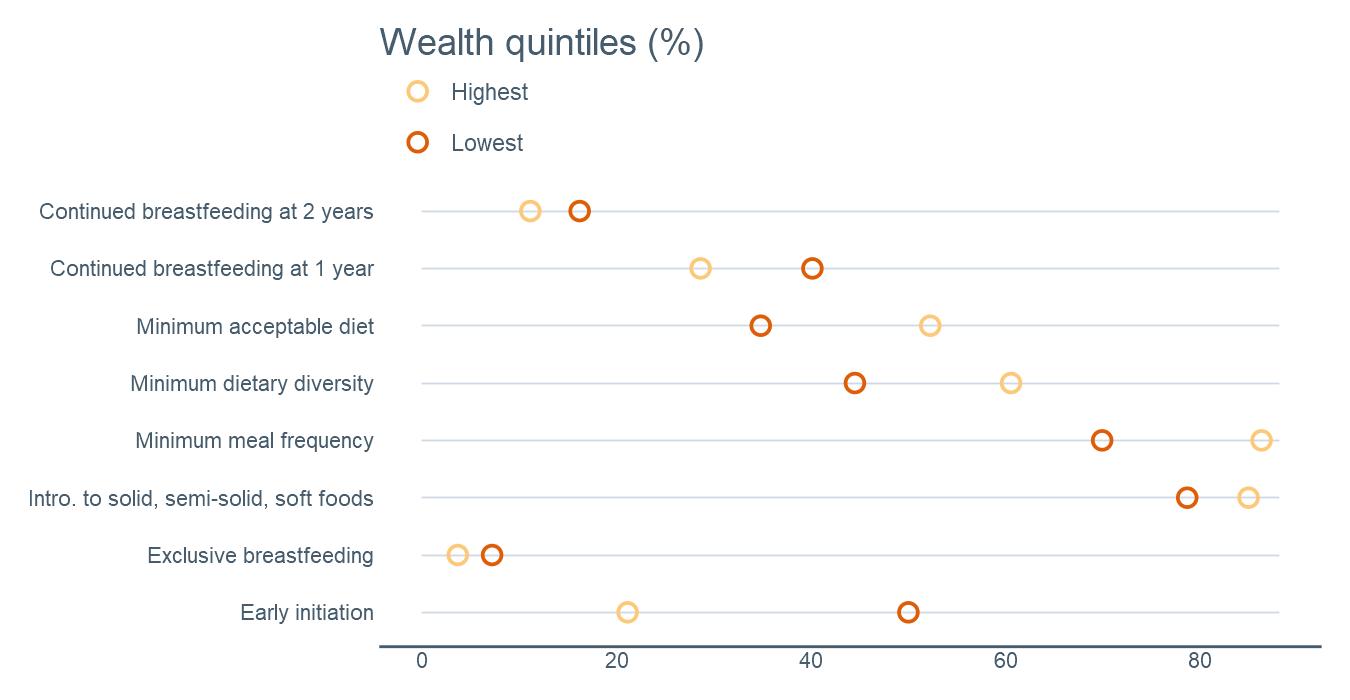 Wealth quintiles (%)
Highest
Lowest
Continued breastfeeding at 2 years
Continued breastfeeding at 1 year
Minimum acceptable diet
Minimum dietary diversity
Minimum meal frequency
Intro. to solid, semi-solid, soft foods
Exclusive breastfeeding
Early initiation
0 20 40 60 80